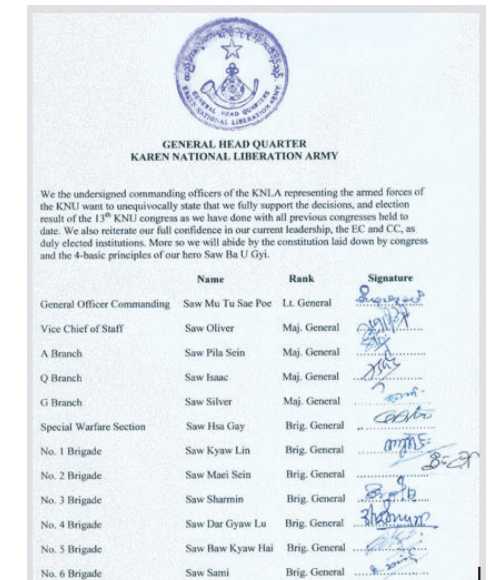 GENERAL HEAD QUARTERS
KAREN NATIONAL LIBERATION ARMY
GENERAL HEAD QUARTER
KAREN NATIONAL LIBERATION ARMY
We the undersigned commanding officers of the KNLA representing the armed forces of
the KNU want to unequivocally state that we fully support the decisions, and election
result of the 13th KNU congress as we have done with all previous congresses held to
date. We also reiterate our full confidence in our current leadership, the EC and CC, as
duly elected institutions. More so we will abide by the constitution laid down by congress
and the 4-basic principles of our hero Saw Ba U Gyi.
Name Rank Signature
General Officer Commanding Saw Mu Tu Sae Poe Lt. General
Vice Chief of Staff Saw Oliver Maj. General
A Branch Saw Pila Sein Maj. General
Q Branch Saw Isaac Maj. General
G Branch Saw Silver Maj. General
Special Warfare Section Saw Hsa Gay Brig. General
No. 1 Brigade Saw Kyaw Lin Brig. General
No. 2 Brigade Saw Maei Sein Brig. General
No. 3 Brigade Saw Sharmin Brig. General
No. 4 Brigade Saw Dar Gyaw Lu Brig. General
No. 5 Brigade Saw Baw Kyaw Hai Brig. General
No. 6 Brigade Saw Sami Brig. General